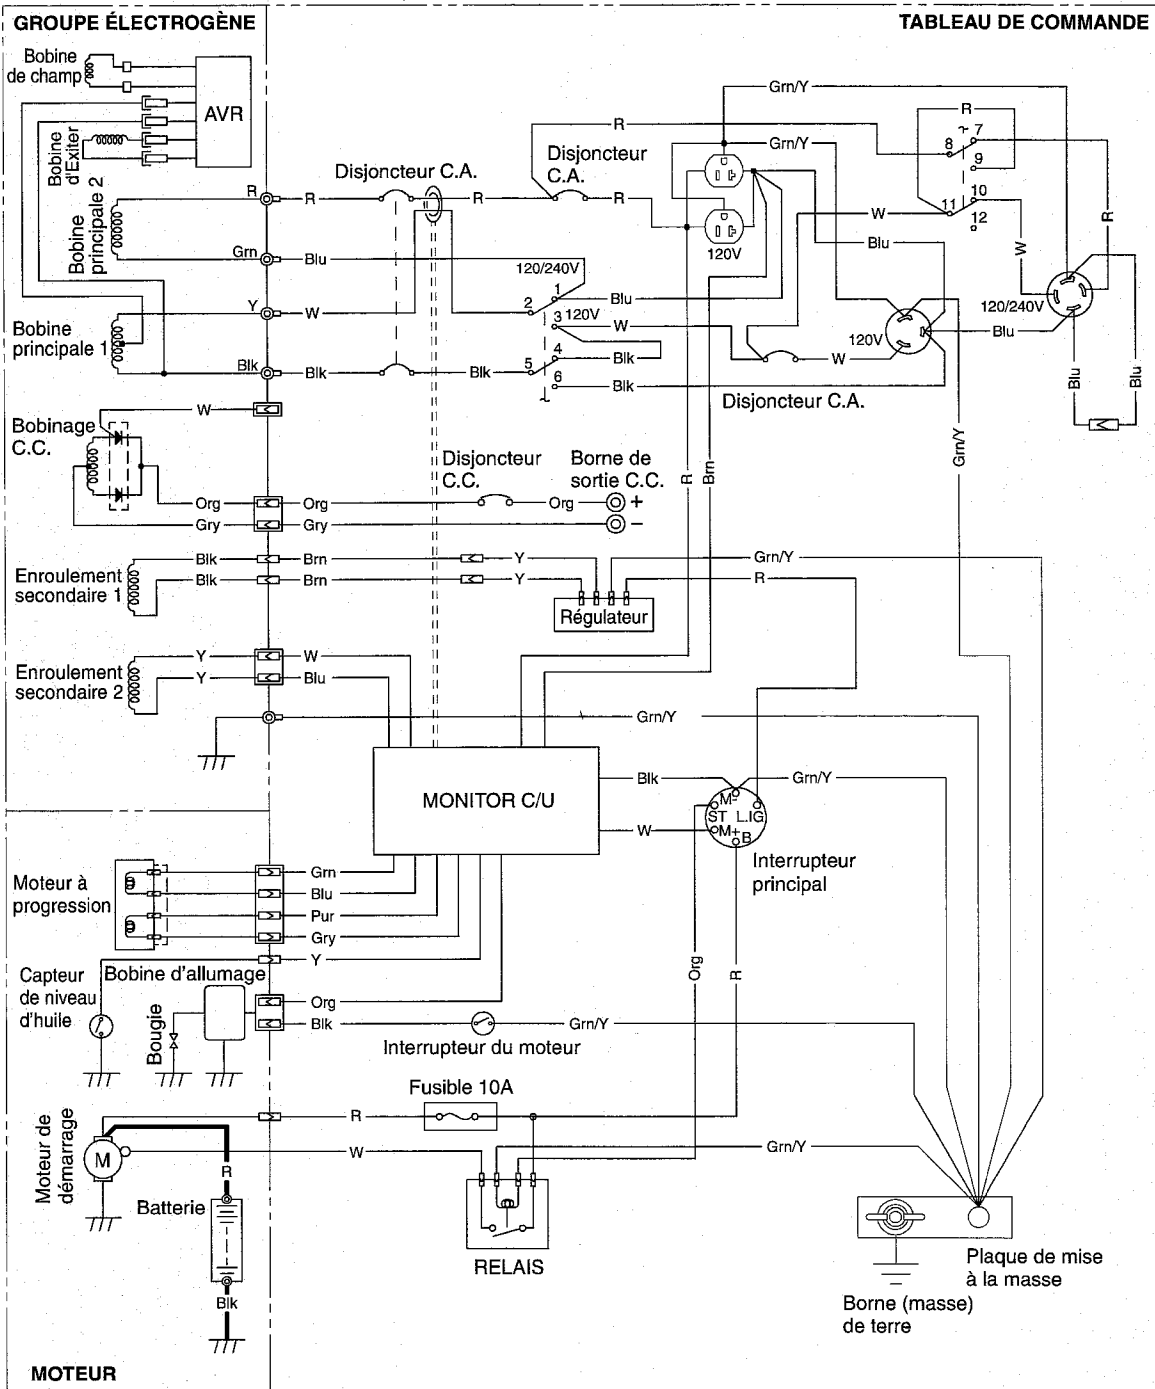 GROUPE ÉLECTROGÈNE
TABLEAU DE COMMANDE
Bobine
de champ
AVR
Bobine
d'Exiter
Bobine
principale 2
Bobine
principale 1
R
R
Grn
Blu
Y
W
Blk
Blk
Disjoncteur C.A.
R
Disjoncteur
C.A.
R
R
Grn/Y
Grn/Y
R
7
8
9
10
11
12
W
W
R
120V
Blu
120/240V
1
2
3
120V
4
5
6
Blu
W
Blk
Blk
Blk
W
120V
Blu
120/240V
Blu
Blu
Disjoncteur C.A.
Grn/Y
Bobinage
C.C.
W
Org
Gry
Org
Gry
Disjoncteur
C.C.
Org
Borne de
sortie C.C.
+
−
R
Brn
Enroulement
secondaire 1
Blk
Blk
Brn
Brn
Y
Y
Régulateur
Grn/Y
R
Enroulement
secondaire 2
Y
Y
W
Blu
Grn/Y
MONITOR C/U
Blk
W
Grn/Y
M-
ST
L.IG
M+
B
Interrupteur
principal
Moteur à
progression
Grn
Blu
Pur
Gry
Y
Org
Blk
Capteur
de niveau
d'huile
Bobine d'allumage
Bougie
Interrupteur du moteur
Grn/Y
Org
R
Fusible 10A
R
W
Grn/Y
Moteur de
démarrage
M
R
Batterie
Blk
RELAIS
Plaque de mise
à la masse
Borne (masse)
de terre
MOTEUR